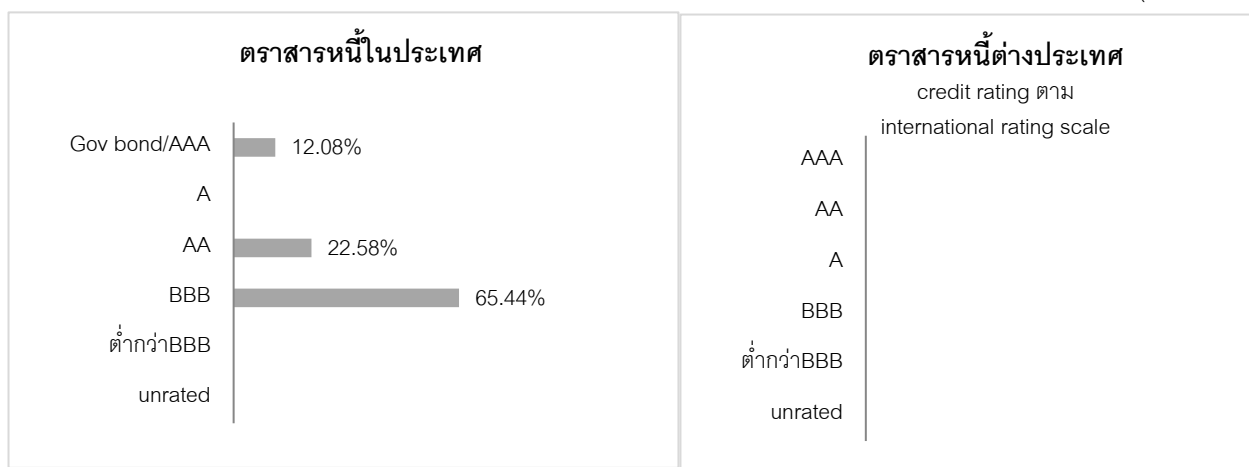 ตราสารหนี้ในประเทศ
Gov bond/AAA 12.08%
A
AA 22.58%
BBB 65.44%
ต่ำกว่าBBB
unrated
ตราสารหนี้ต่างประเทศ
credit rating ตาม
international rating scale
AAA
AA
A
BBB
ต่ำกว่าBBB
unrated